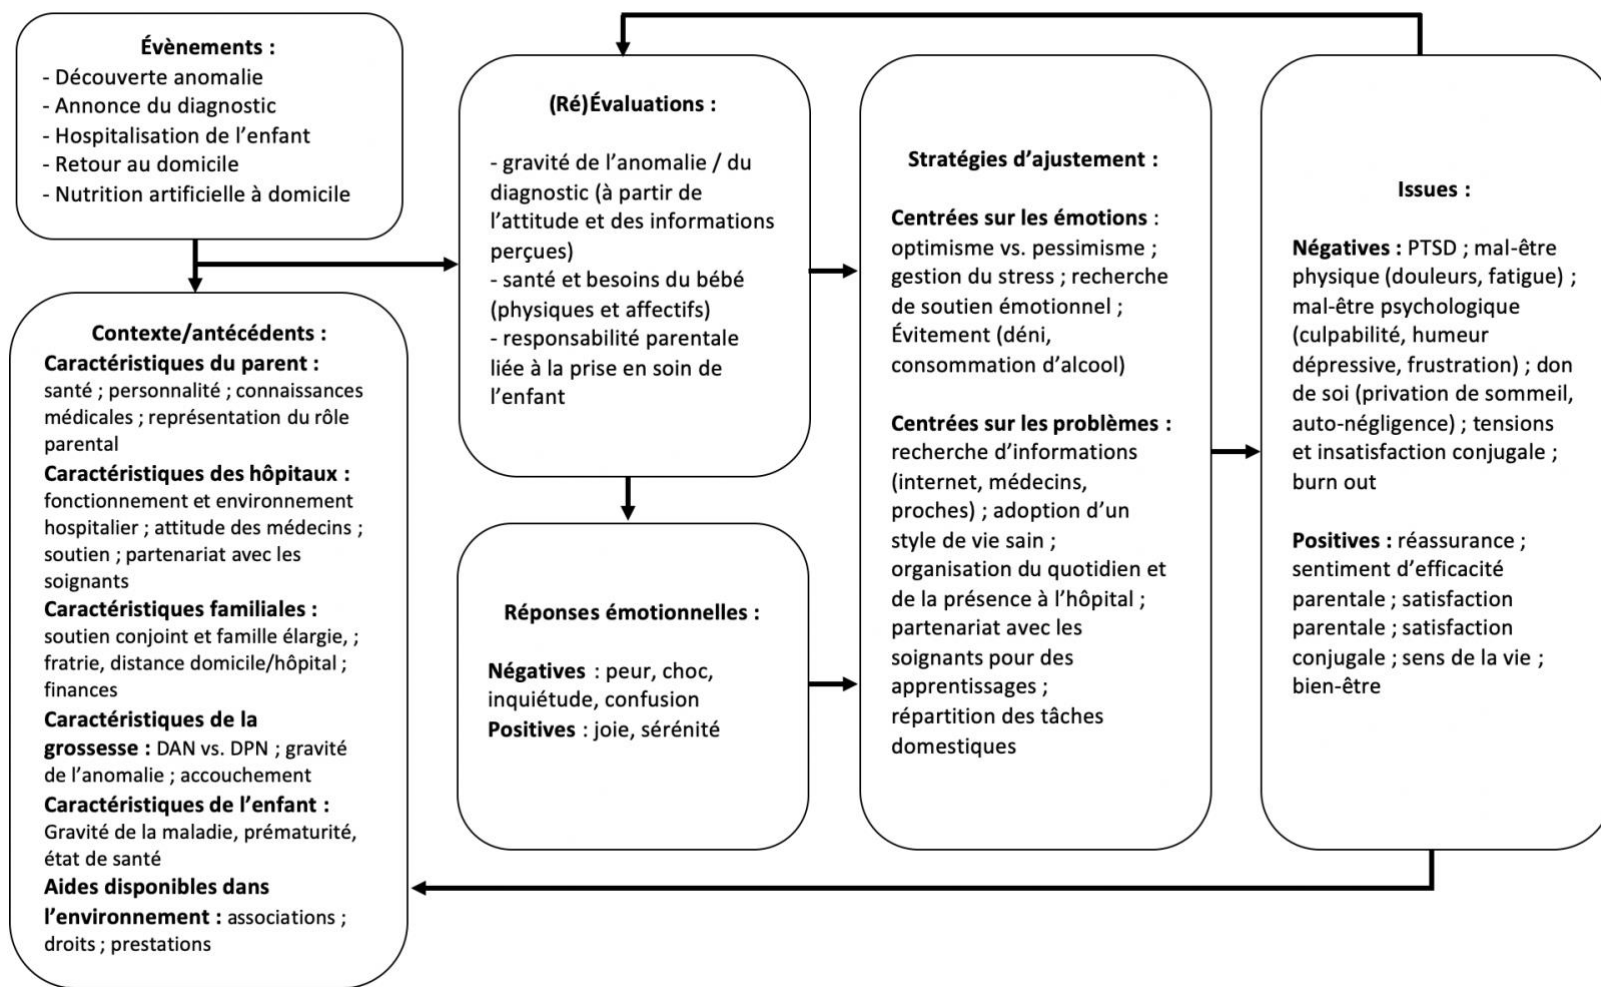 Évènements :
- Découverte anomalie
- Annonce du diagnostic
- Hospitalisation de l’enfant
- Retour au domicile
- Nutrition artificielle à domicile
Contexte/antécédents :
Caractéristiques du parent :
santé ; personnalité ; connaissances
médicales ; représentation du rôle
parental
Caractéristiques des hôpitaux :
fonctionnement et environnement
hospitalier ; attitude des médecins ;
soutien ; partenariat avec les
soignants
Caractéristiques familiales :
soutien conjoint et famille élargie, ;
fratrie, distance domicile/hôpital ;
finances
Caractéristiques de la
grossesse : DAN vs. DPN ; gravité
de l’anomalie ; accouchement
Caractéristiques de l’enfant :
Gravité de la maladie, prématurité,
état de santé
Aides disponibles dans
l’environnement : associations ;
droits ; prestations
(Ré)Évaluations :
- gravité de l’anomalie / du
diagnostic (à partir de
l’attitude et des informations
perçues)
- santé et besoins du bébé
(physiques et affectifs)
- responsabilité parentale
liée à la prise en soin de
l’enfant
Réponses émotionnelles :
Négatives : peur, choc,
inquiétude, confusion
Positives : joie, sérénité
Stratégies d’ajustement :
Centrées sur les émotions :
optimisme vs. pessimisme ;
gestion du stress ; recherche
de soutien émotionnel ;
Évitement (déni,
consommation d’alcool)
Centrées sur les problèmes :
recherche d’informations
(internet, médecins,
proches) ; adoption d’un
style de vie sain ;
organisation du quotidien et
de la présence à l’hôpital ;
partenariat avec les
soignants pour des
apprentissages ;
répartition des tâches
domestiques
Issues :
Négatives : PTSD ; mal-être
physique (douleurs, fatigue) ;
mal-être psychologique
(culpabilité, humeur
dépressive, frustration) ; don
de soi (privation de sommeil,
auto-négligence) ; tensions
et insatisfaction conjugale ;
burn out
Positives : réassurance ;
sentiment d’efficacité
parentale ; satisfaction
parentale ; satisfaction
conjugale ; sens de la vie ;
bien-être